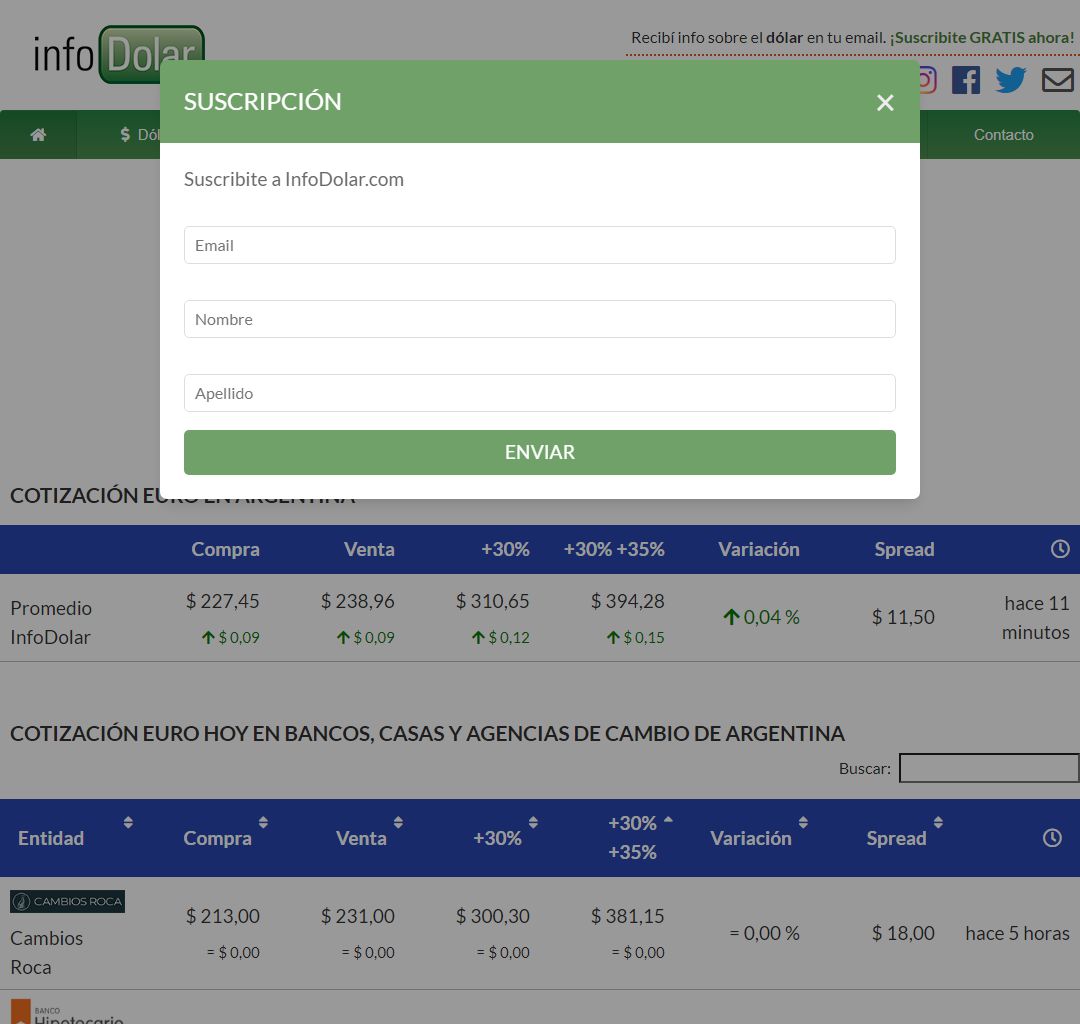 info Dolar
Recibí info sobre el dólar en tu email. ¡Suscribite GRATIS ahora!
SUSCRIPCIÓN
×
$ Dól
Contacto
Suscribite a InfoDolar.com
Email
Nombre
Apellido
ENVIAR
COTIZACIÓN EURO EN ARGENTINA
Compra Venta +30% +30% +35% Variación Spread
Promedio InfoDolar
$ 227,45 $ 238,96 $ 310,65 $ 394,28 0,04 % $ 11,50 hace 11 minutos
$ 0,09 $ 0,09 $ 0,12 $ 0,15
COTIZACIÓN EURO HOY EN BANCOS, CASAS Y AGENCIAS DE CAMBIO DE ARGENTINA
Buscar:
Entidad Compra Venta +30% +30% +35% Variación Spread
CAMBIOS ROCA
Cambios Roca
$ 213,00 $ 231,00 $ 300,30 $ 381,15 = 0,00 % $ 18,00 hace 5 horas
= $ 0,00 = $ 0,00 = $ 0,00 = $ 0,00
BANCO
Hipotecario